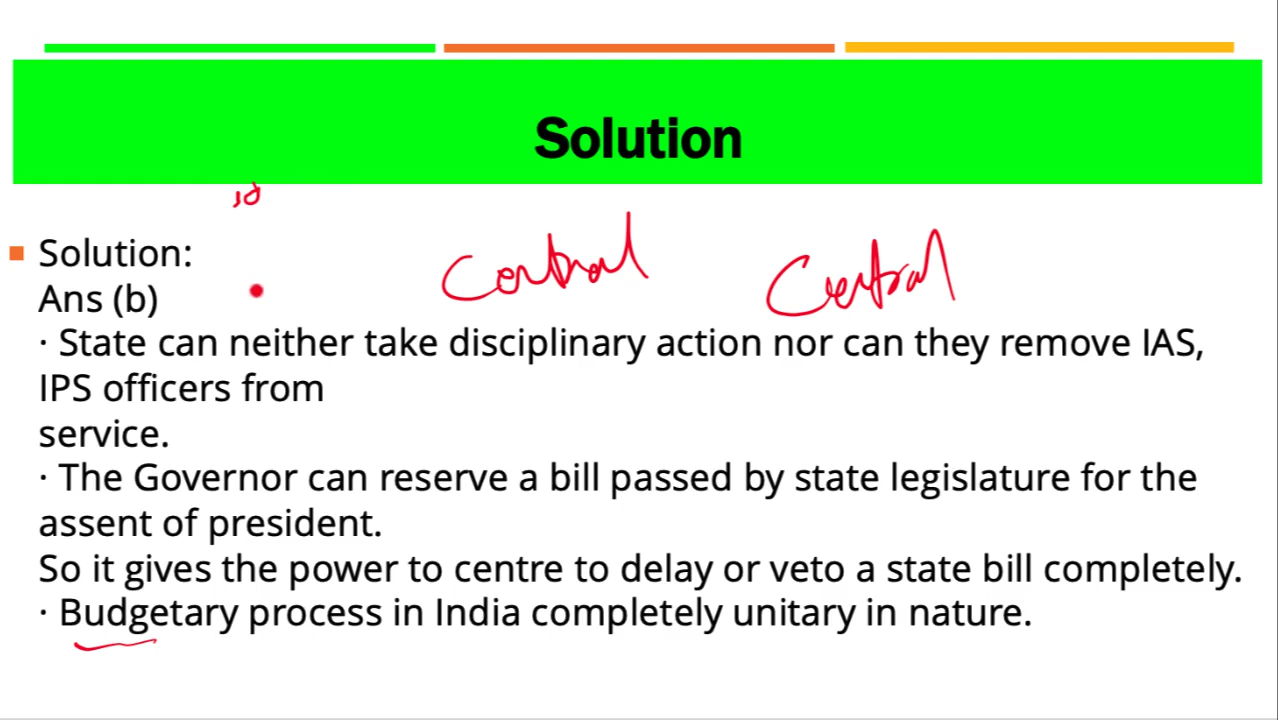 Solution
Solution:
Central Central
Ans (b)
· State can neither take disciplinary action nor can they remove IAS,
IPS officers from
service.
· The Governor can reserve a bill passed by state legislature for the
assent of president.
So it gives the power to centre to delay or veto a state bill completely.
· Budgetary process in India completely unitary in nature.